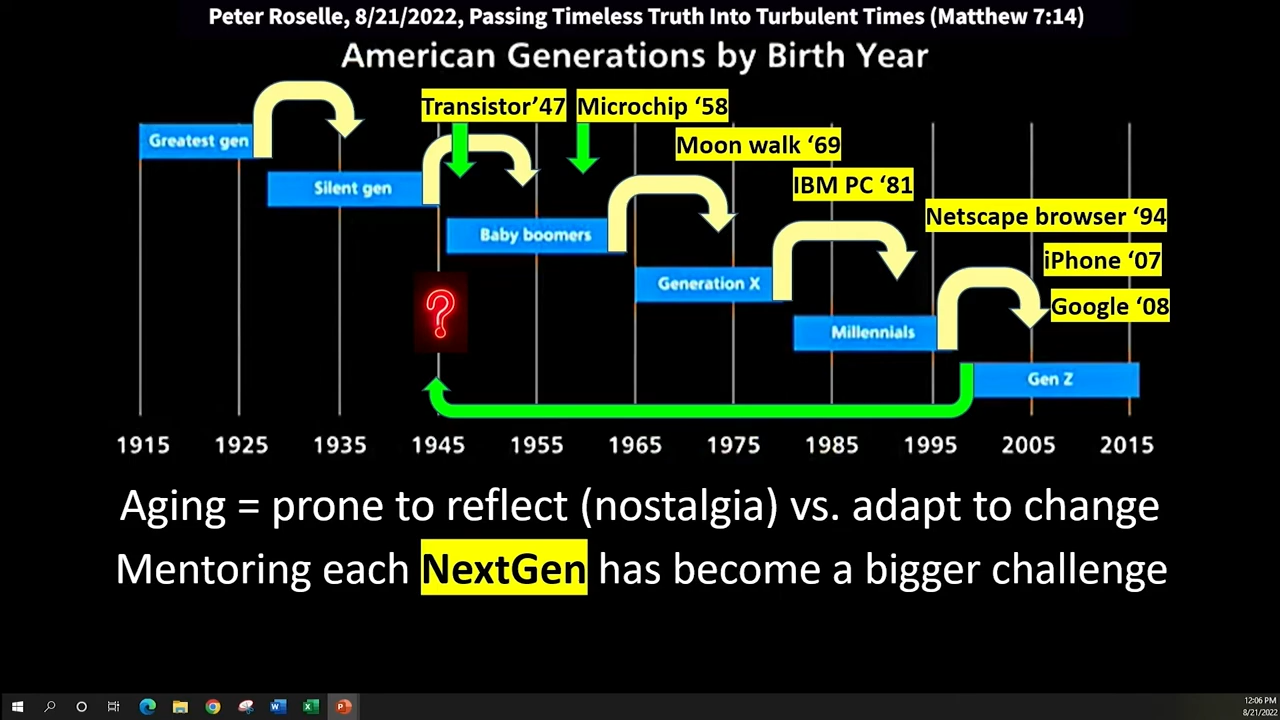 Peter Roselle, 8/21/2022, Passing Timeless Truth Into Turbulent Times (Matthew 7:14)
American Generations by Birth Year
Transistor’47
Microchip ‘58
Greatest gen
Moon walk ‘69
Silent gen
IBM PC ‘81
Netscape browser ‘94
Baby boomers
iPhone ‘07
Generation X
Google ‘08
?
Millennials
Gen Z
1915 1925 1935 1945 1955 1965 1975 1985 1995 2005 2015
Aging = prone to reflect (nostalgia) vs. adapt to change
Mentoring each NextGen has become a bigger challenge
12:06 PM
8/21/2022